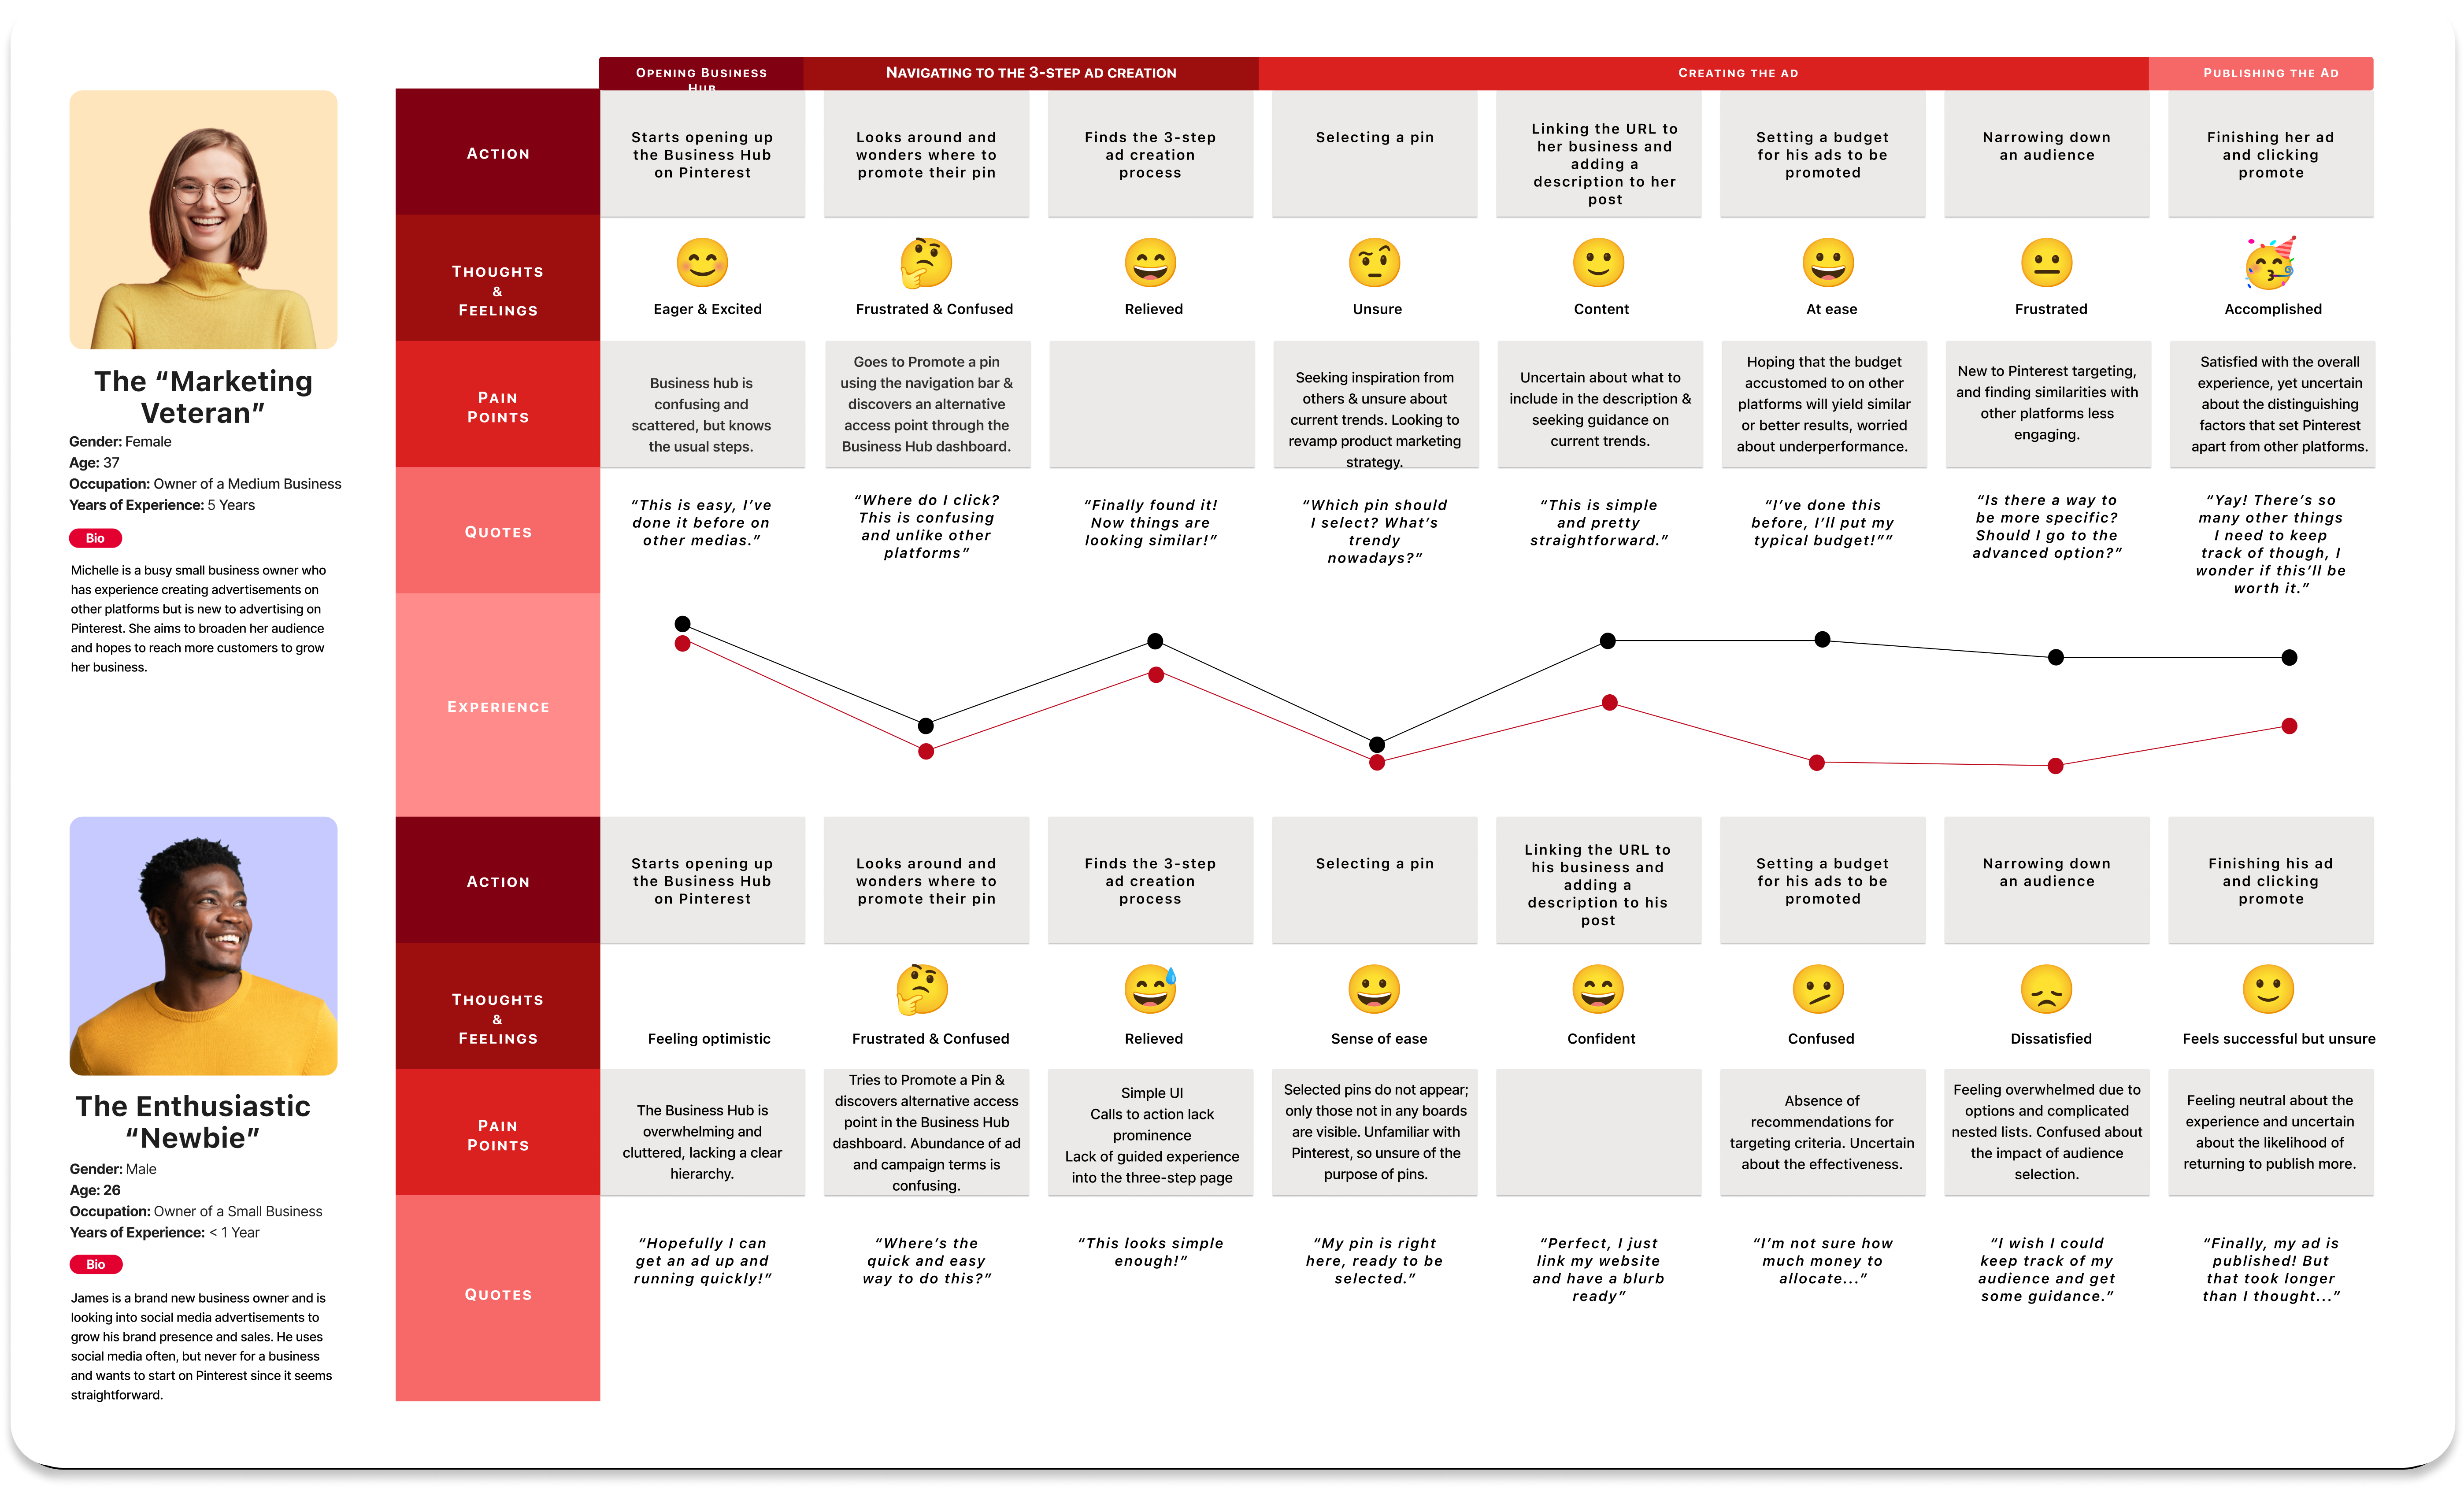 OPENING BUSINESS
HUB
NAVIGATING TO THE 3-STEP AD CREATION
CREATING THE AD
PUBLISHING THE AD
The “Marketing
Veteran”
Gender: Female
Age: 37
Occupation: Owner of a Medium Business
Years of Experience: 5 Years
Bio
Michelle is a busy small business owner who
has experience creating advertisements on
other platforms but is new to advertising on
Pinterest. She aims to broaden her audience
and hopes to reach more customers to grow
her business.
ACTION
Starts opening up
the Business Hub
on Pinterest
Looks around and
wonders where to
promote their pin
Finds the 3-step
ad creation
process
Selecting a pin
Linking the URL to
her business and
adding a
description to her
post
Setting a budget
for his ads to be
promoted
Narrowing down
an audience
Finishing her ad
and clicking
promote
THOUGHTS
&
FEELINGS
Eager & Excited
Frustrated & Confused
Relieved
Unsure
Content
At ease
Frustrated
Accomplished
PAIN
POINTS
Business hub is
confusing and
scattered, but knows
the usual steps.
Goes to Promote a pin
using the navigation bar &
discovers an alternative
access point through the
Business Hub dashboard.
Seeking inspiration from
others & unsure about
current trends. Looking to
revamp product marketing
strategy.
Uncertain about what to
include in the description &
seeking guidance on
current trends.
Hoping that the budget
accustomed to on other
platforms will yield similar
or better results, worried
about underperformance.
New to Pinterest targeting,
and finding similarities with
other platforms less
engaging.
Satisfied with the overall
experience, yet uncertain
about the distinguishing
factors that set Pinterest
apart from other platforms.
QUOTES
“This is easy, I’ve
done it before on
other medias.”
“Where do I click?
This is confusing
and unlike other
platforms”
“Finally found it!
Now things are
looking similar!”
“Which pin should
I select? What’s
trendy
nowadays?”
“This is simple
and pretty
straightforward.”
“I’ve done this
before, I’ll put my
typical budget!””
“Is there a way to
be more specific?
Should I go to the
advanced option?”
“Yay! There’s so
many other things
I need to keep
track of though, I
wonder if this’ll be
worth it.”
EXPERIENCE
The Enthusiastic
“Newbie”
Gender: Male
Age: 26
Occupation: Owner of a Small Business
Years of Experience: < 1 Year
Bio
James is a brand new business owner and is
looking into social media advertisements to
grow his brand presence and sales. He uses
social media often, but never for a business
and wants to start on Pinterest since it seems
straightforward.
ACTION
Starts opening up
the Business Hub
on Pinterest
Looks around and
wonders where to
promote their pin
Finds the 3-step
ad creation
process
Selecting a pin
Linking the URL to
his business and
adding a
description to his
post
Setting a budget
for his ads to be
promoted
Narrowing down
an audience
Finishing his ad
and clicking
promote
THOUGHTS
&
FEELINGS
Feeling optimistic
Frustrated & Confused
Relieved
Sense of ease
Confident
Confused
Dissatisfied
Feels successful but unsure
PAIN
POINTS
The Business Hub is
overwhelming and
cluttered, lacking a clear
hierarchy.
Tries to Promote a Pin &
discovers alternative access
point in the Business Hub
dashboard. Abundance of ad
and campaign terms is
confusing.
Simple UI
Calls to action lack
prominence
Lack of guided experience
into the three-step page
Selected pins do not appear;
only those not in any boards
are visible. Unfamiliar with
Pinterest, so unsure of the
purpose of pins.
Absence of
recommendations for
targeting criteria. Uncertain
about the effectiveness.
Feeling overwhelmed due to
options and complicated
nested lists. Confused about
the impact of audience
selection.
Feeling neutral about the
experience and uncertain
about the likelihood of
returning to publish more.
QUOTES
“Hopefully I can
get an ad up and
running quickly!”
“Where’s the
quick and easy
way to do this?”
“This looks simple
enough!”
“My pin is right
here, ready to be
selected.”
“Perfect, I just
link my website
and have a blurb
ready”
“I’m not sure how
much money to
allocate...”
“I wish I could
keep track of my
audience and get
some guidance.”
“Finally, my ad is
published! But
that took longer
than I thought...”